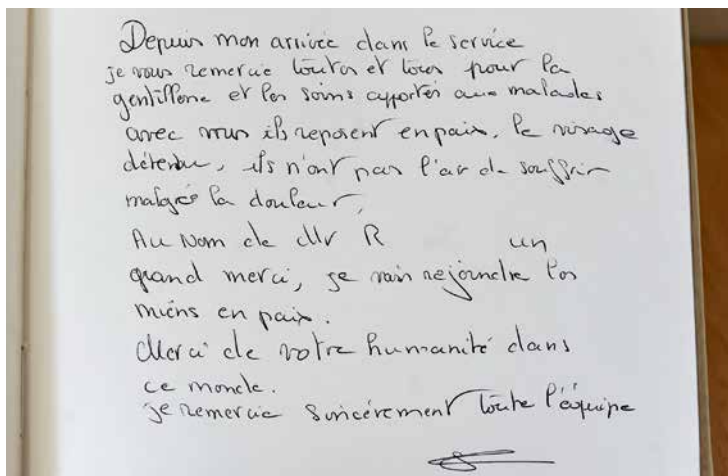 Depuis mon arrivée dans le service
je vous remercie toutes et tous pour la
gentillesse et les soins apportés aux malades
avec vous ils reposent en paix, le visage
détendu, ils n'ont pas l'air de souffrir
malgré la douleur,
Au Nom de Mr R un
grand merci, je vais rejoindre les
miens en paix.
Merci de votre humanité dans
ce monde.
je remercie sincèrement toute l'équipe